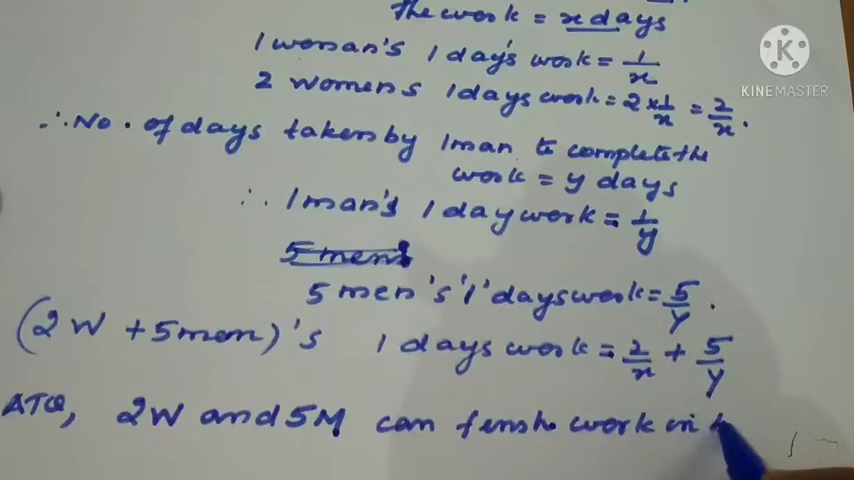 the work = x days
1 woman's 1 day's work = 1/x
2 womens 1 days work = 2 × 1/x = 2/x .
∴ No. of days taken by 1 man to complete the
work = y days
∴ 1 man's 1 day work = 1/y
5 men's
5 men's '1' days work = 5/y .
(2W + 5 men)'s 1 days work = 2/x + 5/y
ATQ, 2W and 5M can finsh work in
KINEMASTER